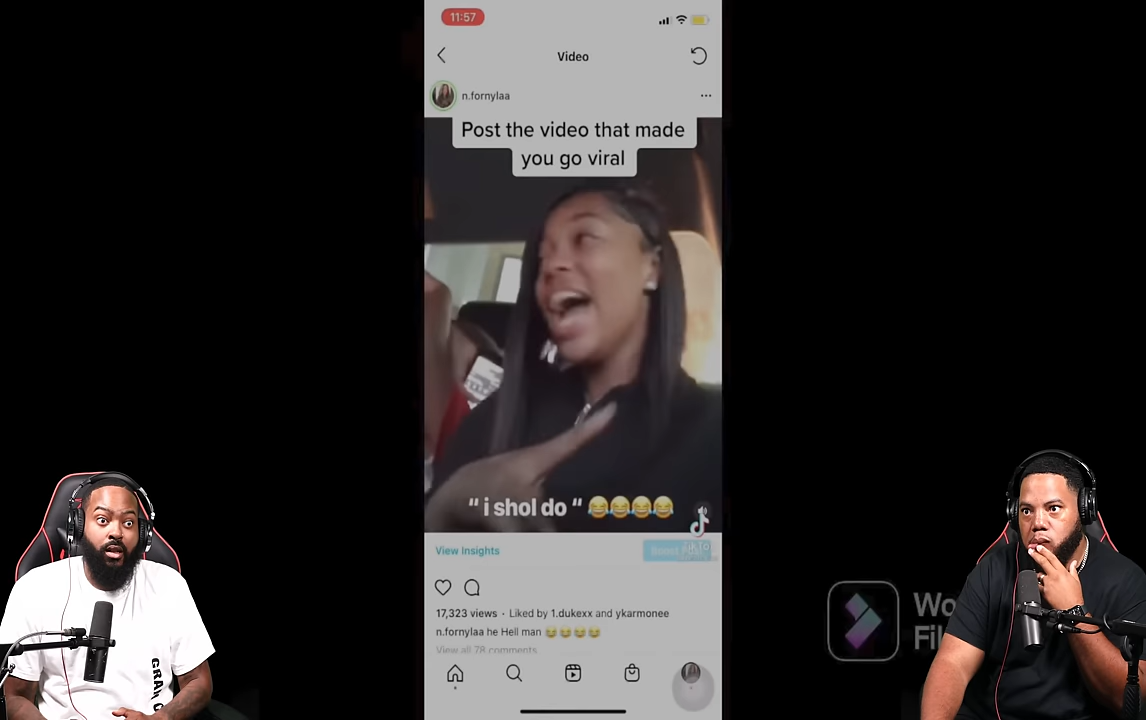 11:57
Video
n.fornylaa
Post the video that made
you go viral
“ i shol do “ 😂😂😂😂
View Insights
17,323 views · Liked by 1.dukexx and ykarmonee
n.fornylaa he Hell man 😂😂😂😂
View all 78 comments